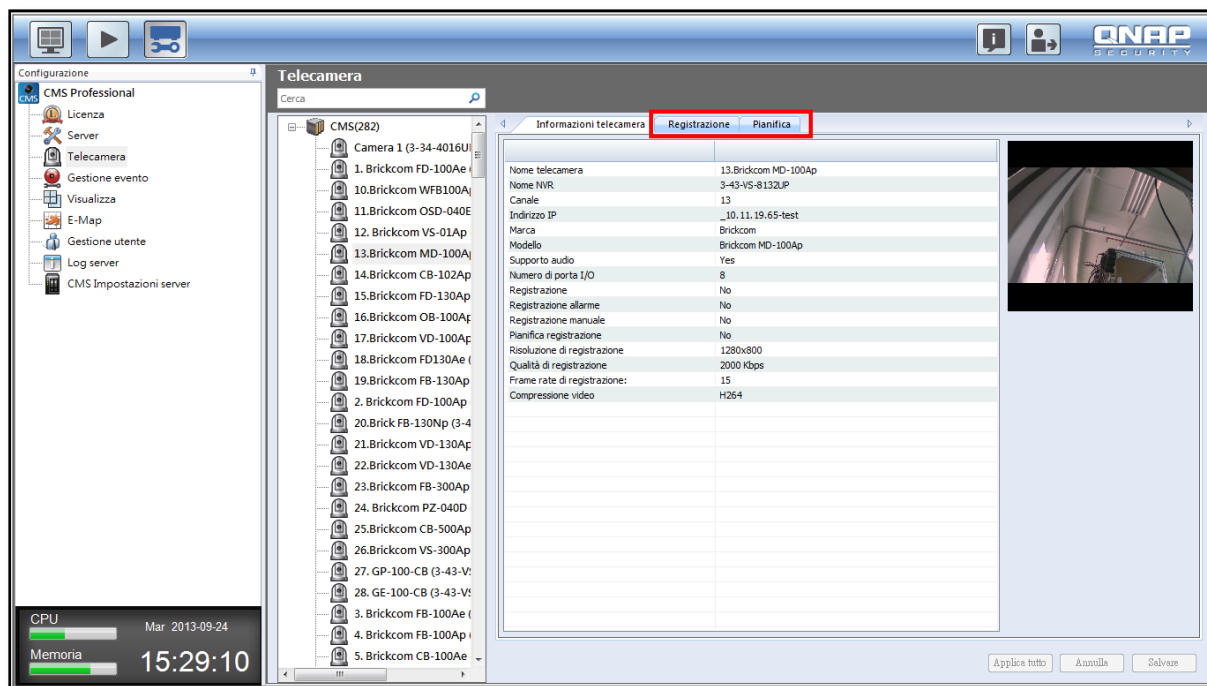 QNAP
SECURITY
Configurazione
CMS Professional
CMS
Licenza
Server
Telecamera
Gestione evento
Visualizza
E-Map
Gestione utente
Log server
CMS Impostazioni server
CPU
Mar 2013-09-24
Memoria
15:29:10
Telecamera
Cerca
CMS(282)
Camera 1 (3-34-4016U
1. Brickcom FD-100Ae (
10.Brickcom WFB100A
11.Brickcom OSD-040E
12. Brickcom VS-01Ap
13.Brickcom MD-100A
14.Brickcom CB-102Ap
15.Brickcom FD-130Ap
16.Brickcom OB-100Ap
17.Brickcom VD-100Ap
18.Brickcom FD130Ae (
19.Brickcom FB-130Ap
2. Brickcom FD-100Ap
20.Brick FB-130Np (3-4
21.Brickcom VD-130Ap
22.Brickcom VD-130Ae
23.Brickcom FB-300Ap
24. Brickcom PZ-040D
25.Brickcom CB-500Ap
26.Brickcom VS-300Ap
27. GP-100-CB (3-43-V
28. GE-100-CB (3-43-V
3. Brickcom FB-100Ae (
4. Brickcom FB-100Ap (
5. Brickcom CB-100Ae
Informazioni telecamera Registrazione Pianifica
Nome telecamera 13.Brickcom MD-100Ap
Nome NVR 3-43-VS-8132UP
Canale 13
Indirizzo IP _10.11.19.65-test
Marca Brickcom
Modello Brickcom MD-100Ap
Supporto audio Yes
Numero di porta I/O 8
Registrazione No
Registrazione allarme No
Registrazione manuale No
Pianifica registrazione No
Risoluzione di registrazione 1280x800
Qualità di registrazione 2000 Kbps
Frame rate di registrazione: 15
Compressione video H264
Applica tutto Annulla Salvare